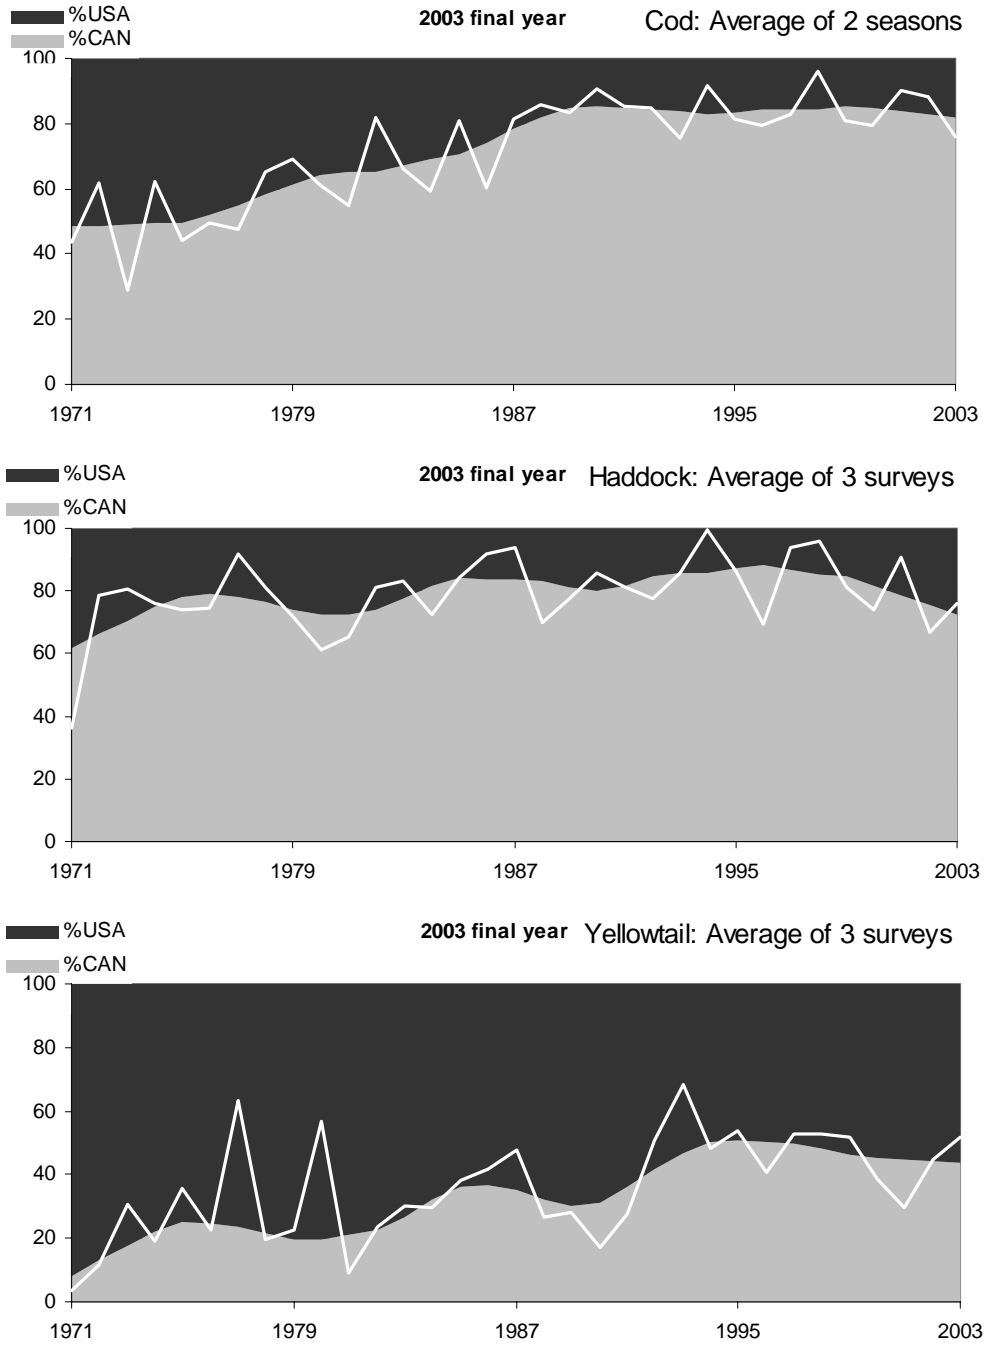 %USA
2003 final year
Cod: Average of 2 seasons
%CAN
100
80
60
40
20
0
1971 1979 1987 1995 2003
%USA
2003 final year
Haddock: Average of 3 surveys
%CAN
100
80
60
40
20
0
1971 1979 1987 1995 2003
%USA
2003 final year
Yellowtail: Average of 3 surveys
%CAN
100
80
60
40
20
0
1971 1979 1987 1995 2003